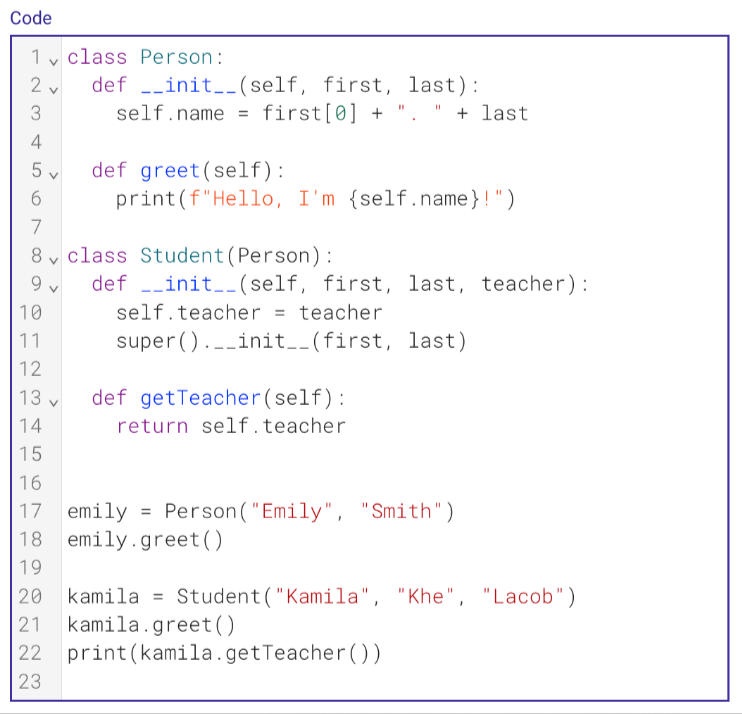 Code
1 class Person:
2   def __init__(self, first, last):
3     self.name = first[0] + ". " + last
4
5   def greet(self):
6     print(f"Hello, I'm {self.name}!")
7
8 class Student(Person):
9   def __init__(self, first, last, teacher):
10     self.teacher = teacher
11     super().__init__(first, last)
12
13   def getTeacher(self):
14     return self.teacher
15
16
17 emily = Person("Emily", "Smith")
18 emily.greet()
19
20 kamila = Student("Kamila", "Khe", "Lacob")
21 kamila.greet()
22 print(kamila.getTeacher())
23